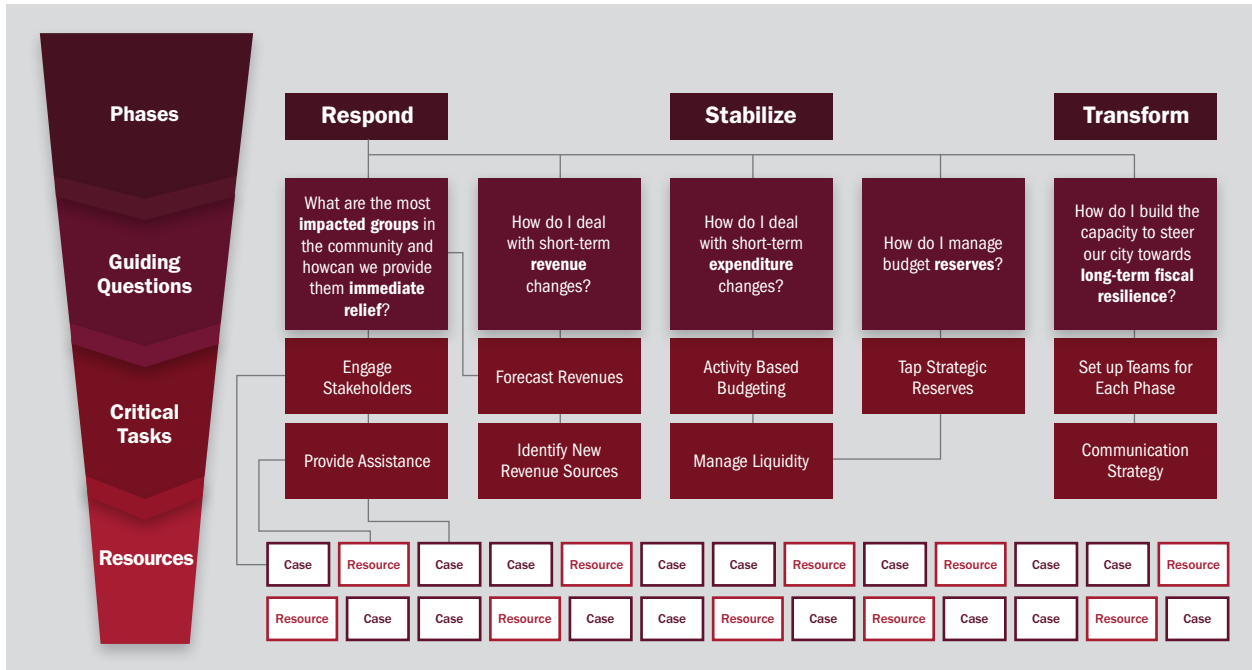 Phases
Respond
Stabilize
Transform
Guiding
Questions
What are the most
impacted groups in
the community and
howcan we provide
them immediate
relief?
How do I deal
with short-term
revenue
changes?
How do I deal
with short-term
expenditure
changes?
How do I manage
budget reserves?
How do I build the
capacity to steer
our city towards
long-term fiscal
resilience?
Critical
Tasks
Engage
Stakeholders
Forecast Revenues
Activity Based
Budgeting
Tap Strategic
Reserves
Set up Teams for
Each Phase
Provide Assistance
Identify New
Revenue Sources
Manage Liquidity
Communication
Strategy
Resources
Case Resource Case Case Resource Case Case Resource Case Resource Case Case Resource
Resource Case Case Resource Case Case Resource Case Resource Case Case Resource Case